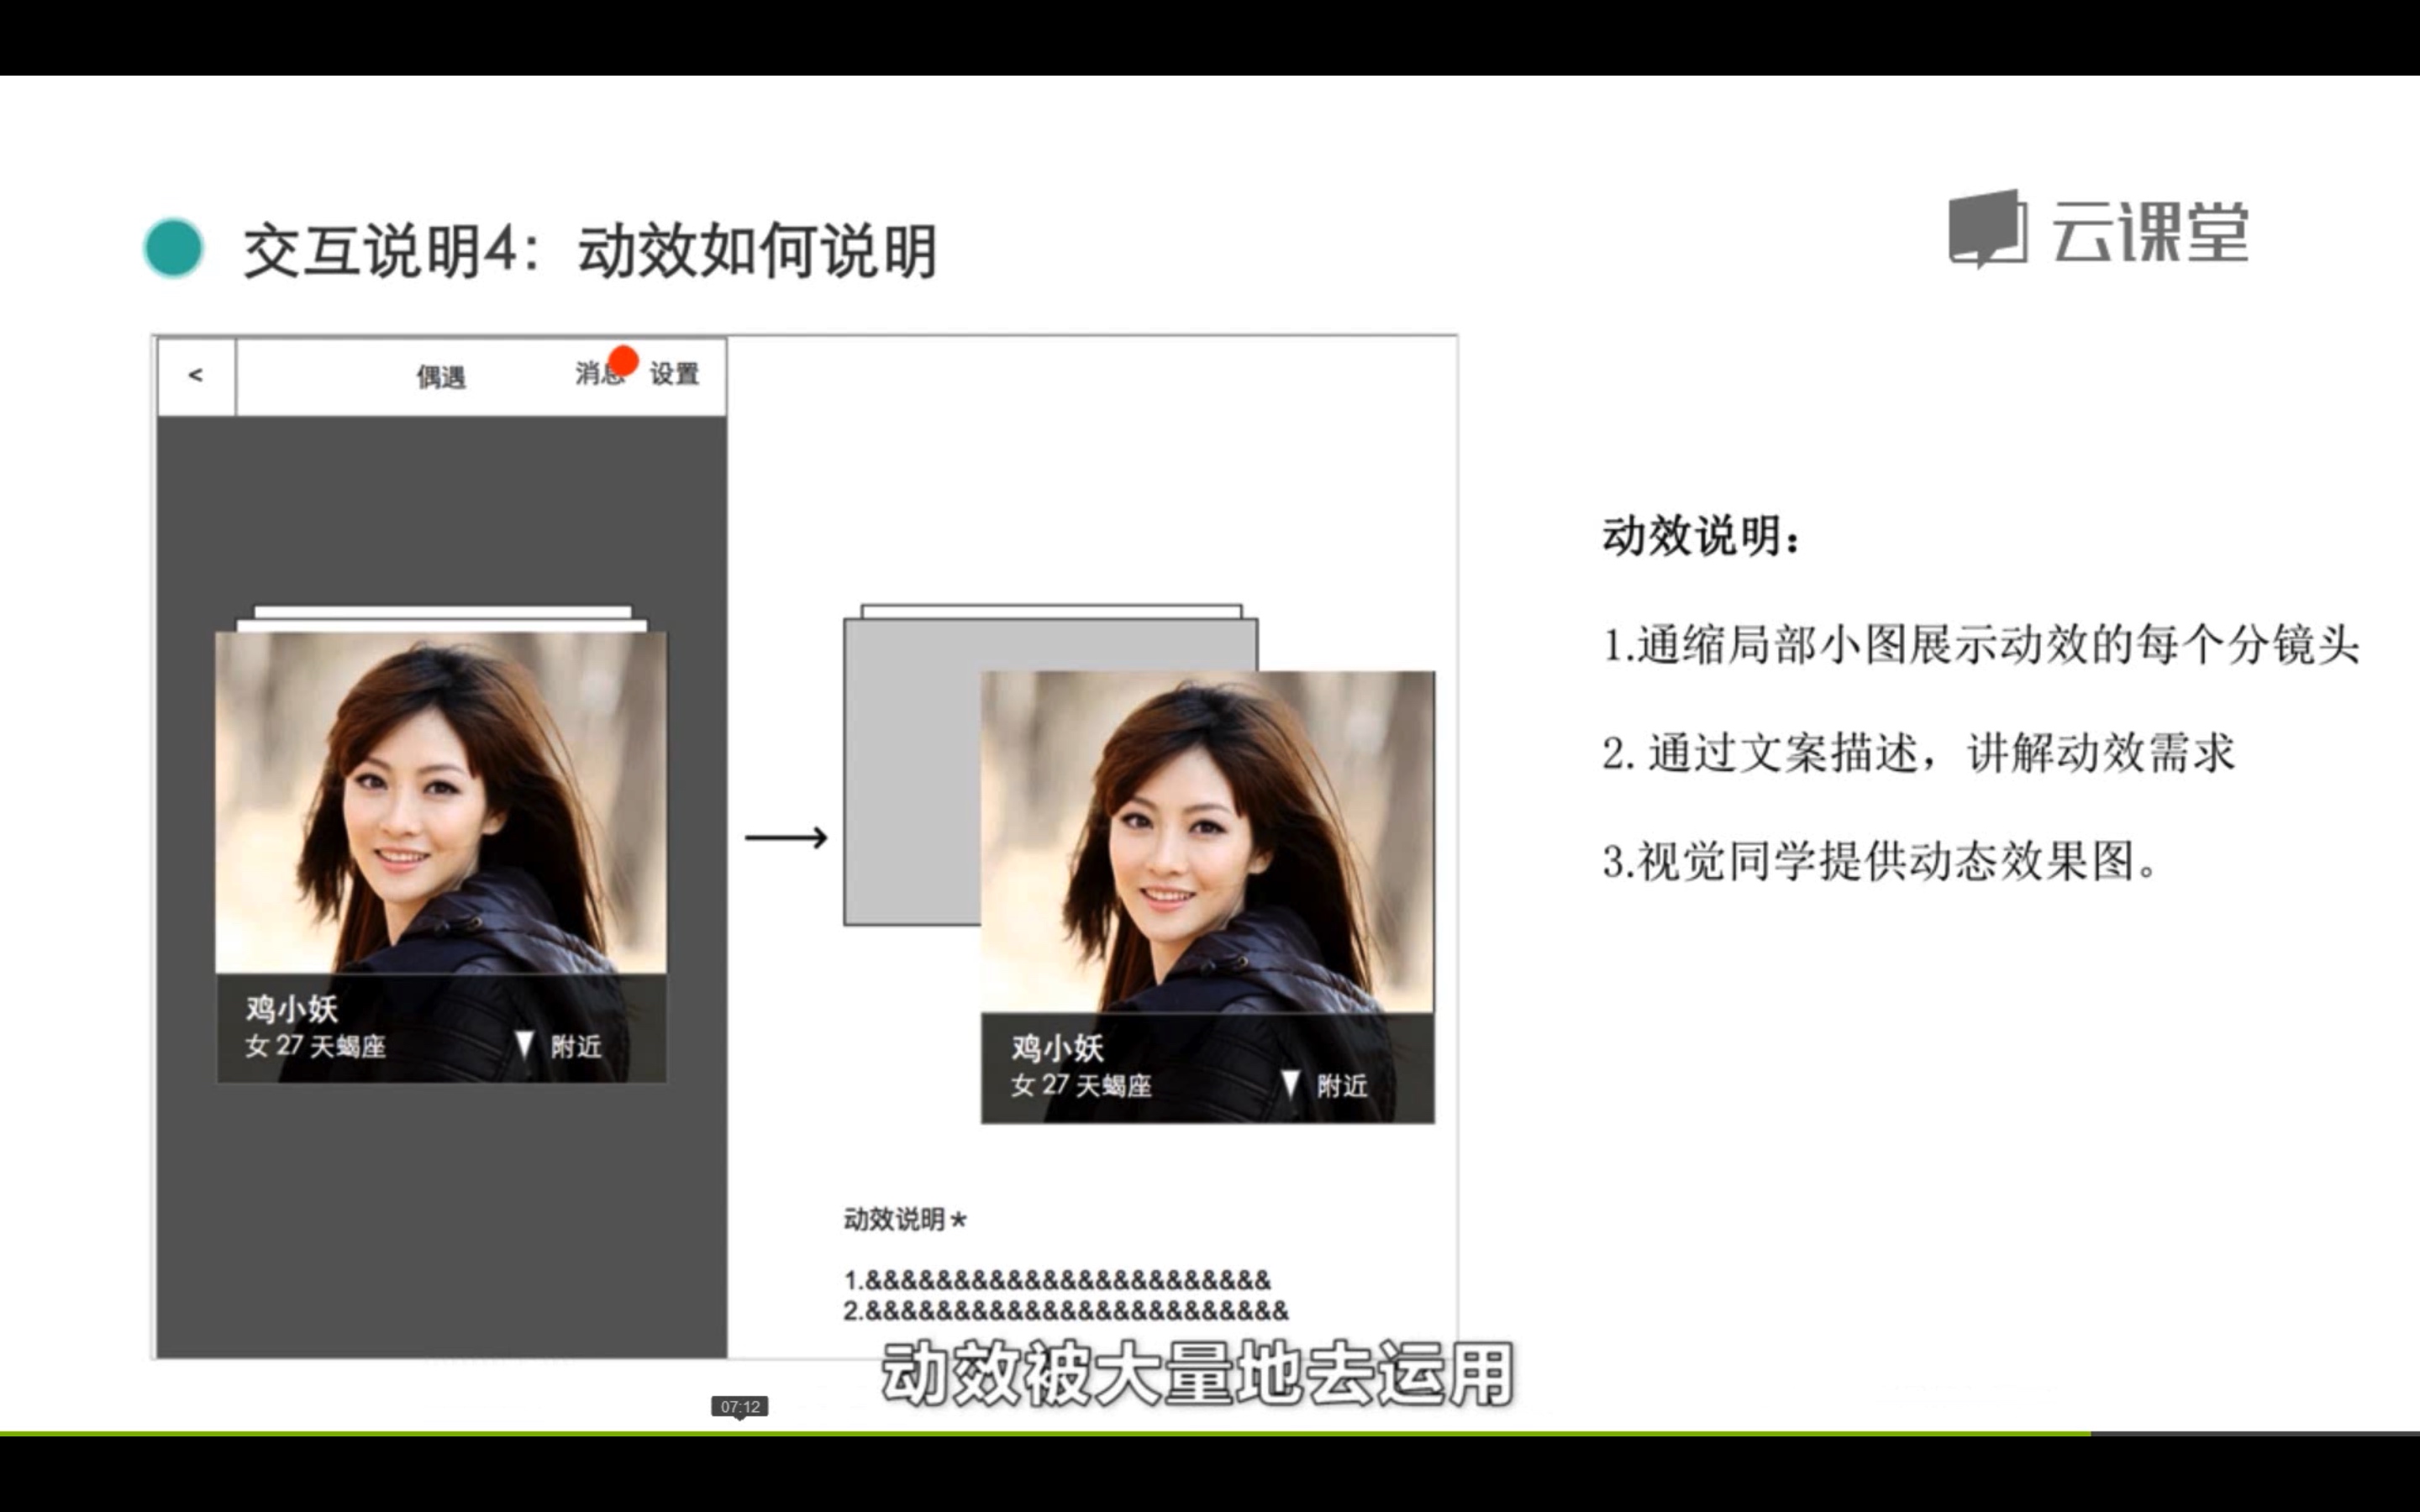 交互说明4：动效如何说明
云课堂
<
偶遇
消息
设置
鸡小妖
女 27 天蝎座
附近
鸡小妖
女 27 天蝎座
附近
动效说明*
1.&&&&&&&&&&&&&&&&&&&&&&&
2.&&&&&&&&&&&&&&&&&&&&&&&&
动效说明：
1.通缩局部小图展示动效的每个分镜头
2. 通过文案描述，讲解动效需求
3.视觉同学提供动态效果图。
动效被大量地去运用
07:12